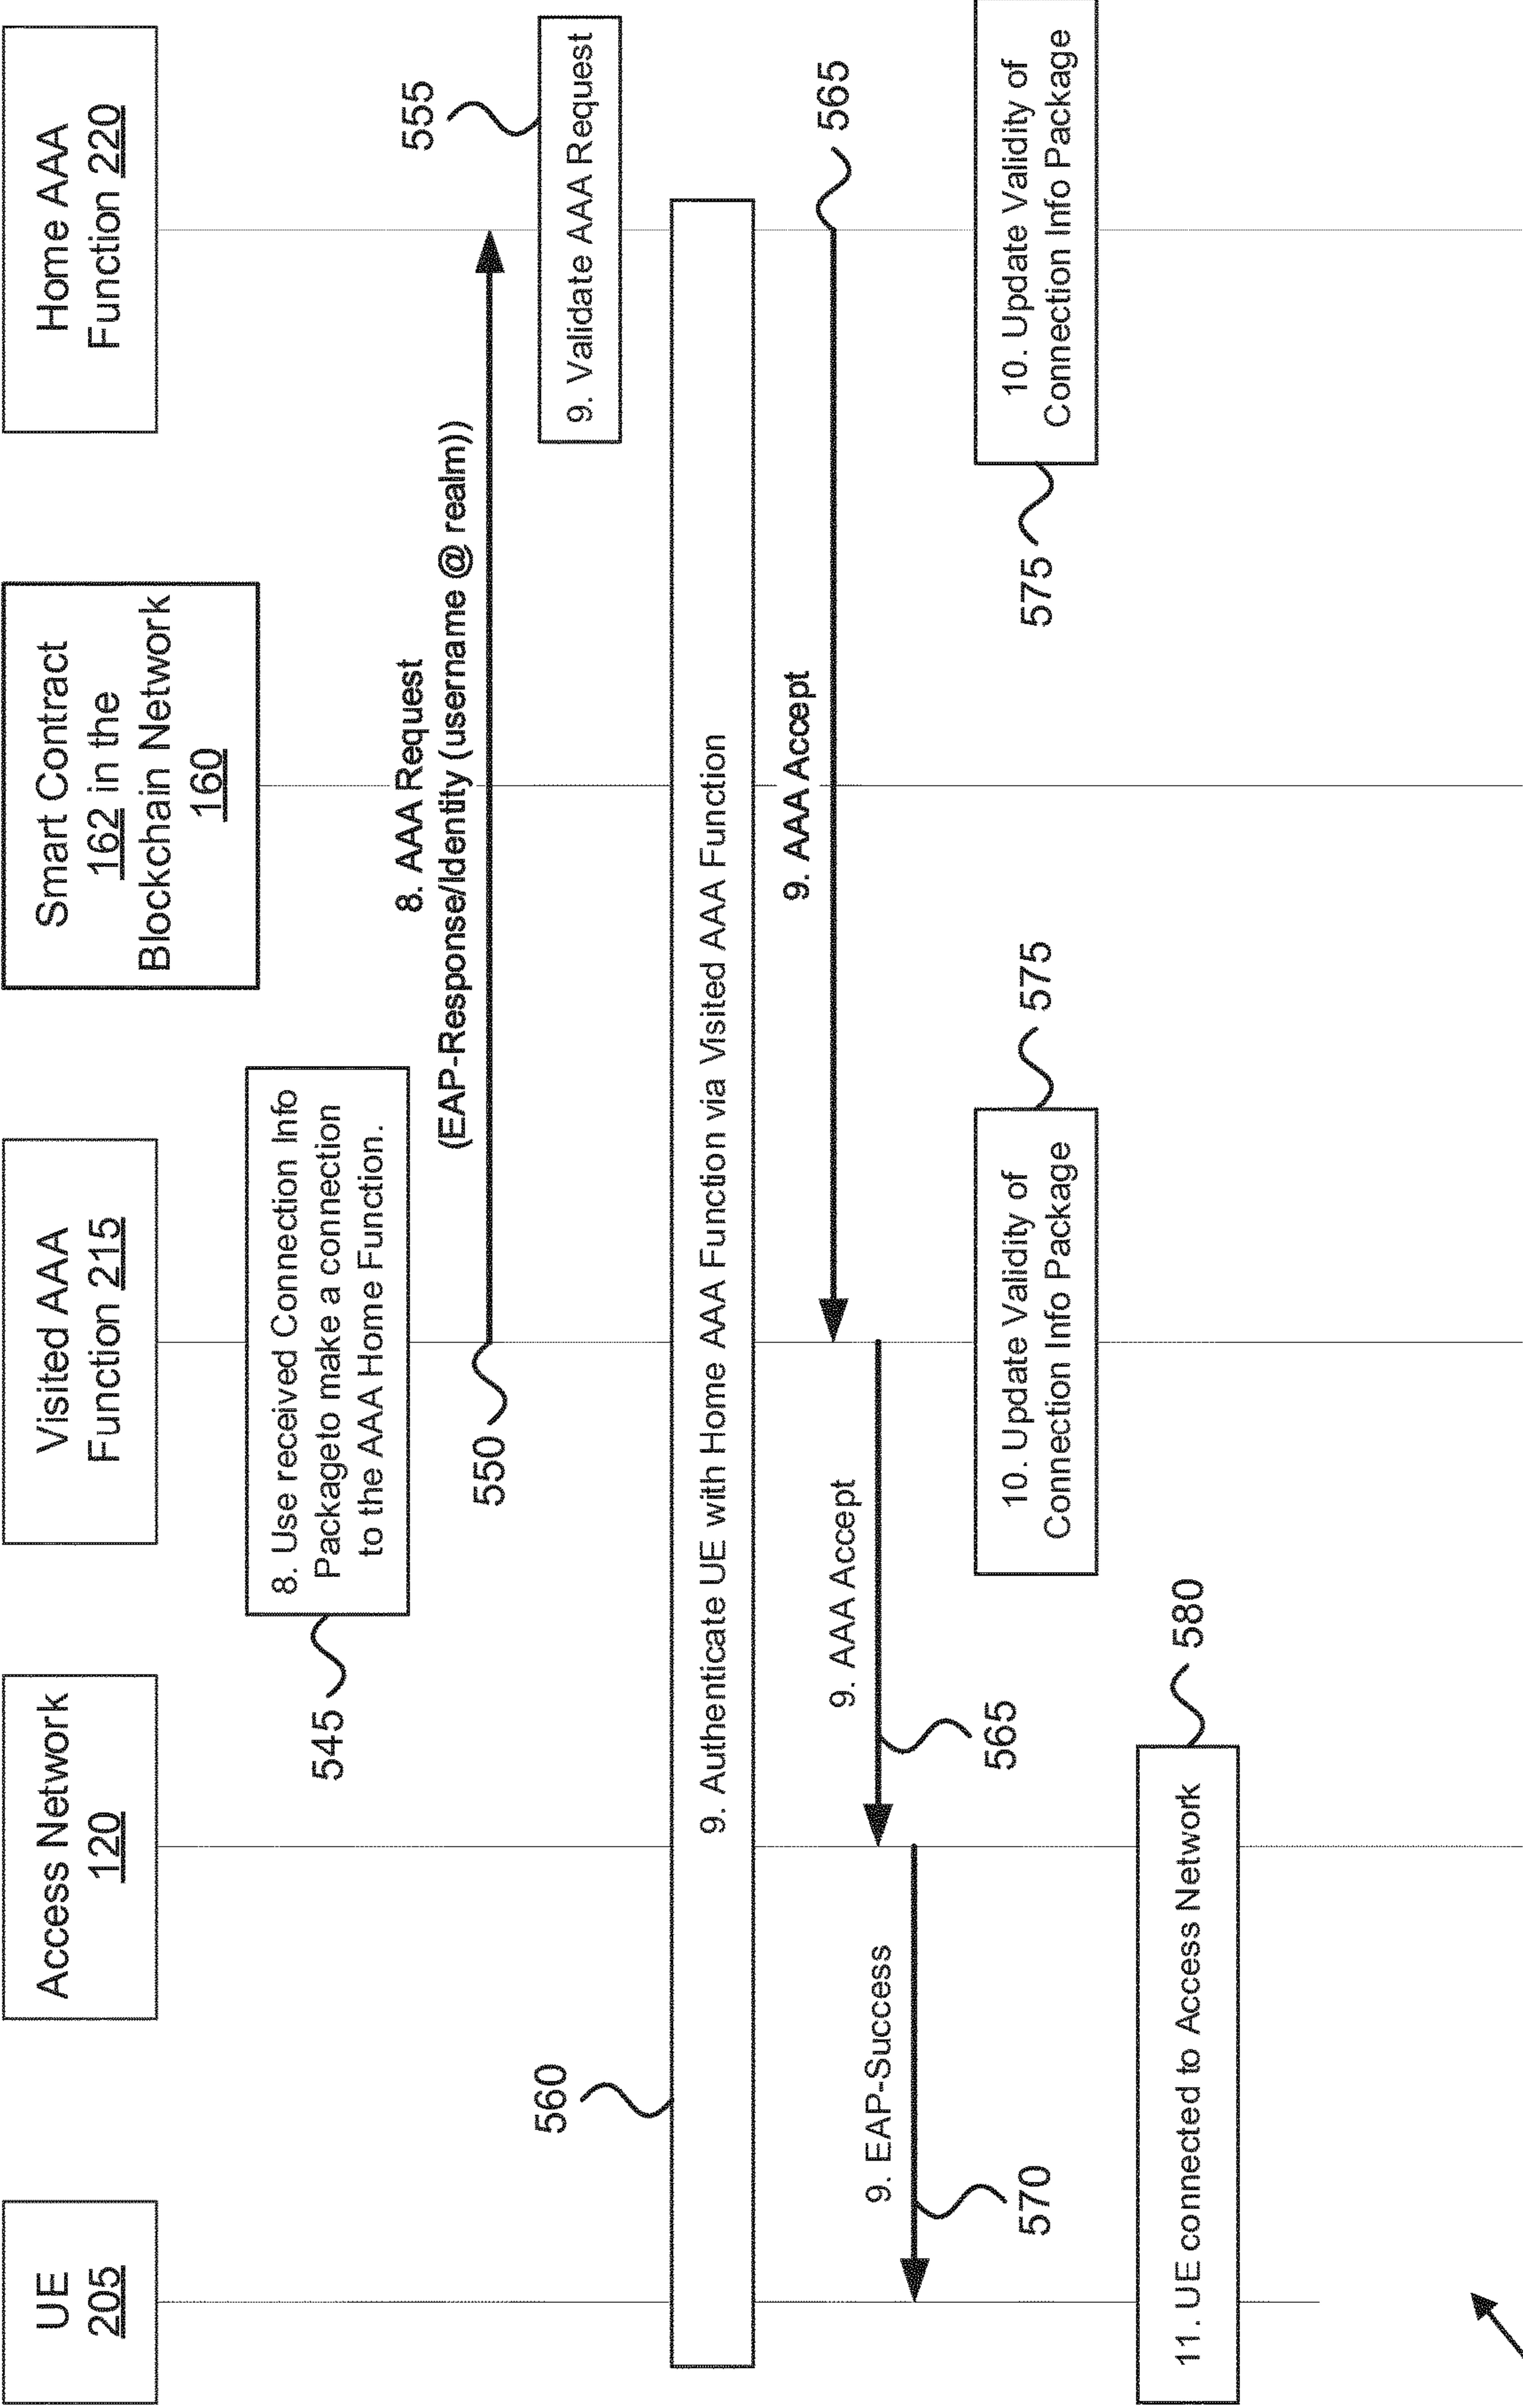 UE
205
Access Network
120
Visited AAA
Function 215
Smart Contract
162 in the
Blockchain Network
160
Home AAA
Function 220
8. Use received Connection Info
Packageto make a connection
to the AAA Home Function.
545
8. AAA Request
(EAP-Response/Identity (username @ realm))
550
555
9. Validate AAA Request
560
9. Authenticate UE with Home AAA Function via Visited AAA Function
9. AAA Accept
565
9. AAA Accept
565
9. EAP-Success
570
10. Update Validity of
Connection Info Package
575
10. Update Validity of
Connection Info Package
575
11. UE connected to Access Network
580